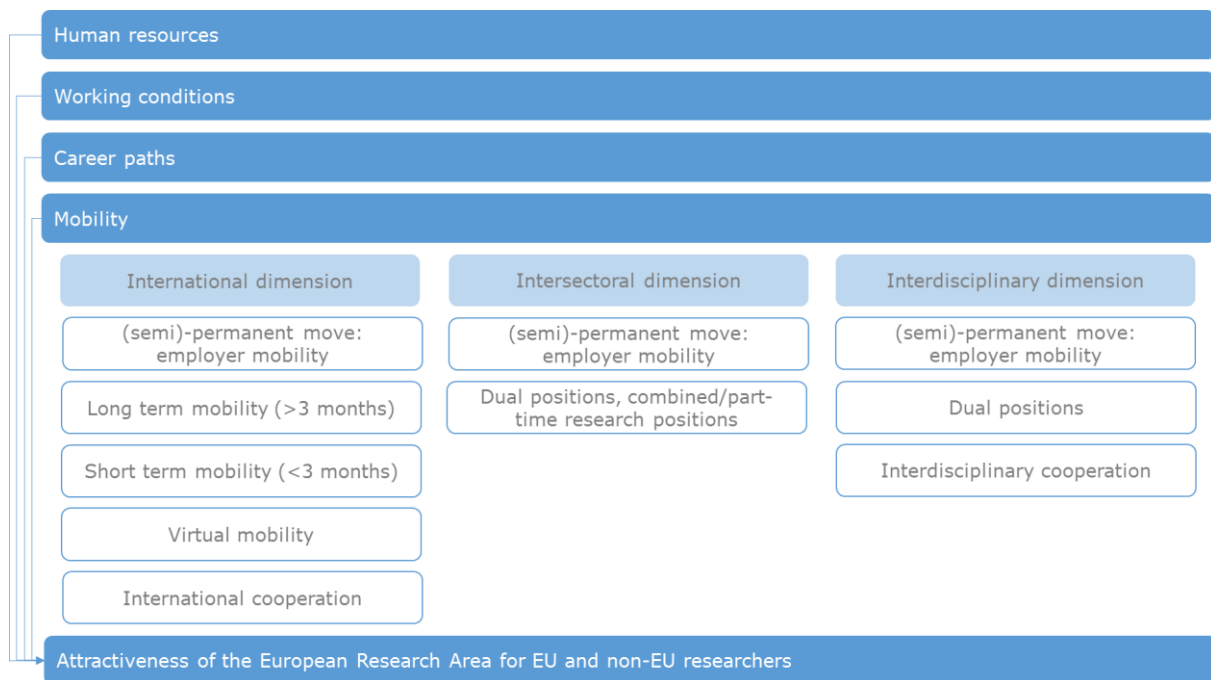 Human resources
Working conditions
Career paths
Mobility
International dimension
(semi)-permanent move:
employer mobility
Long term mobility (>3 months)
Short term mobility (<3 months)
Virtual mobility
International cooperation
Intersectoral dimension
(semi)-permanent move:
employer mobility
Dual positions, combined/part-
time research positions
Interdisciplinary dimension
(semi)-permanent move:
employer mobility
Dual positions
Interdisciplinary cooperation
Attractiveness of the European Research Area for EU and non-EU researchers